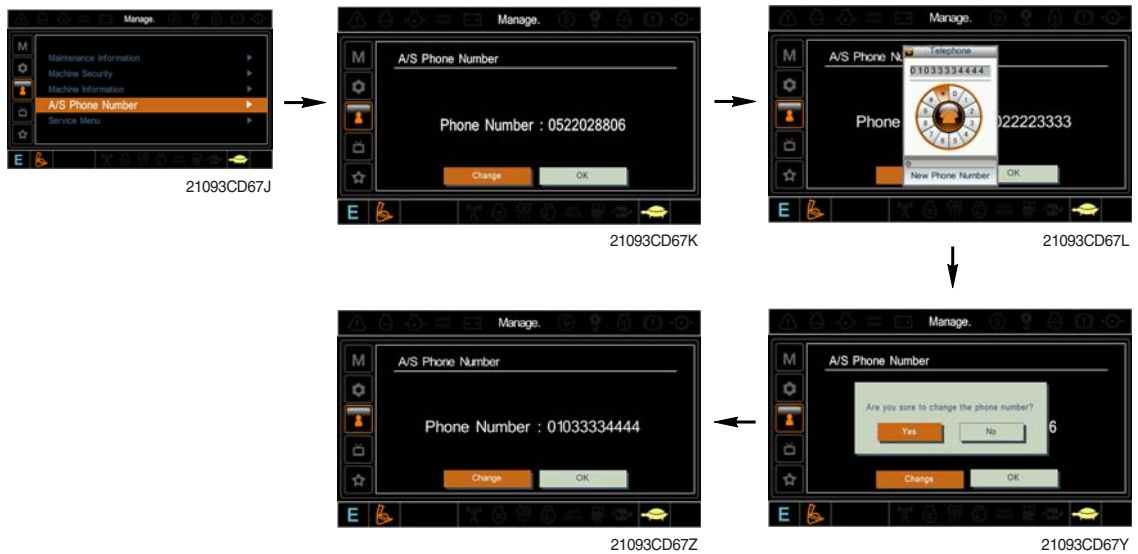 Manage.
M
Maintenance Information
Machine Security
Machine Information
A/S Phone Number
Service Menu
E
21093CD67J
Manage.
M
A/S Phone Number
Phone Number : 0522028806
Change OK
E
21093CD67K
Manage.
M
A/S Phone Nu
Telephone
01033334444
Phone 022223333
New Phone Number
OK
E
21093CD67L
Manage.
M
A/S Phone Number
Phone Number : 01033334444
Change OK
E
21093CD67Z
Manage.
M
A/S Phone Number
Are you sure to change the phone number?
Yes No
6
Change OK
E
21093CD67Y